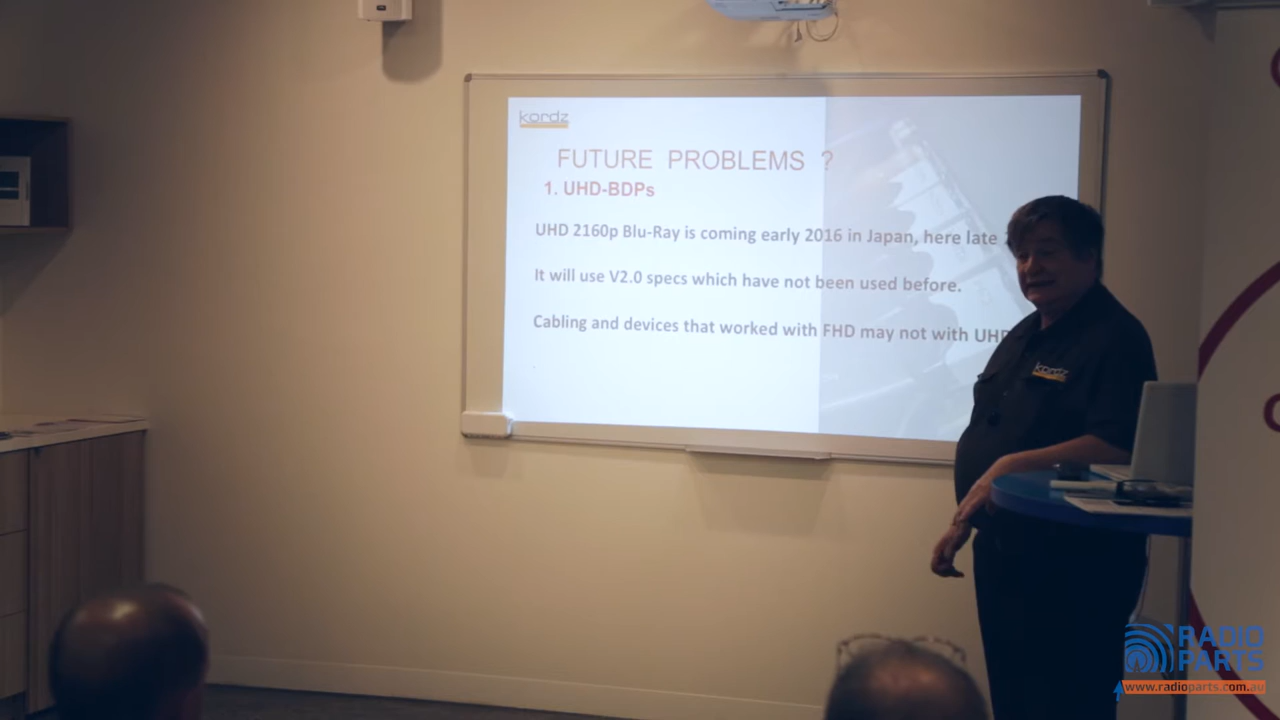 kordz
FUTURE PROBLEMS ?
1. UHD-BDPs
UHD 2160p Blu-Ray is coming early 2016 in Japan, here late
It will use V2.0 specs which have not been used before.
Cabling and devices that worked with FHD may not with
kordz
RADIO
PARTS
www.radioparts.com.au